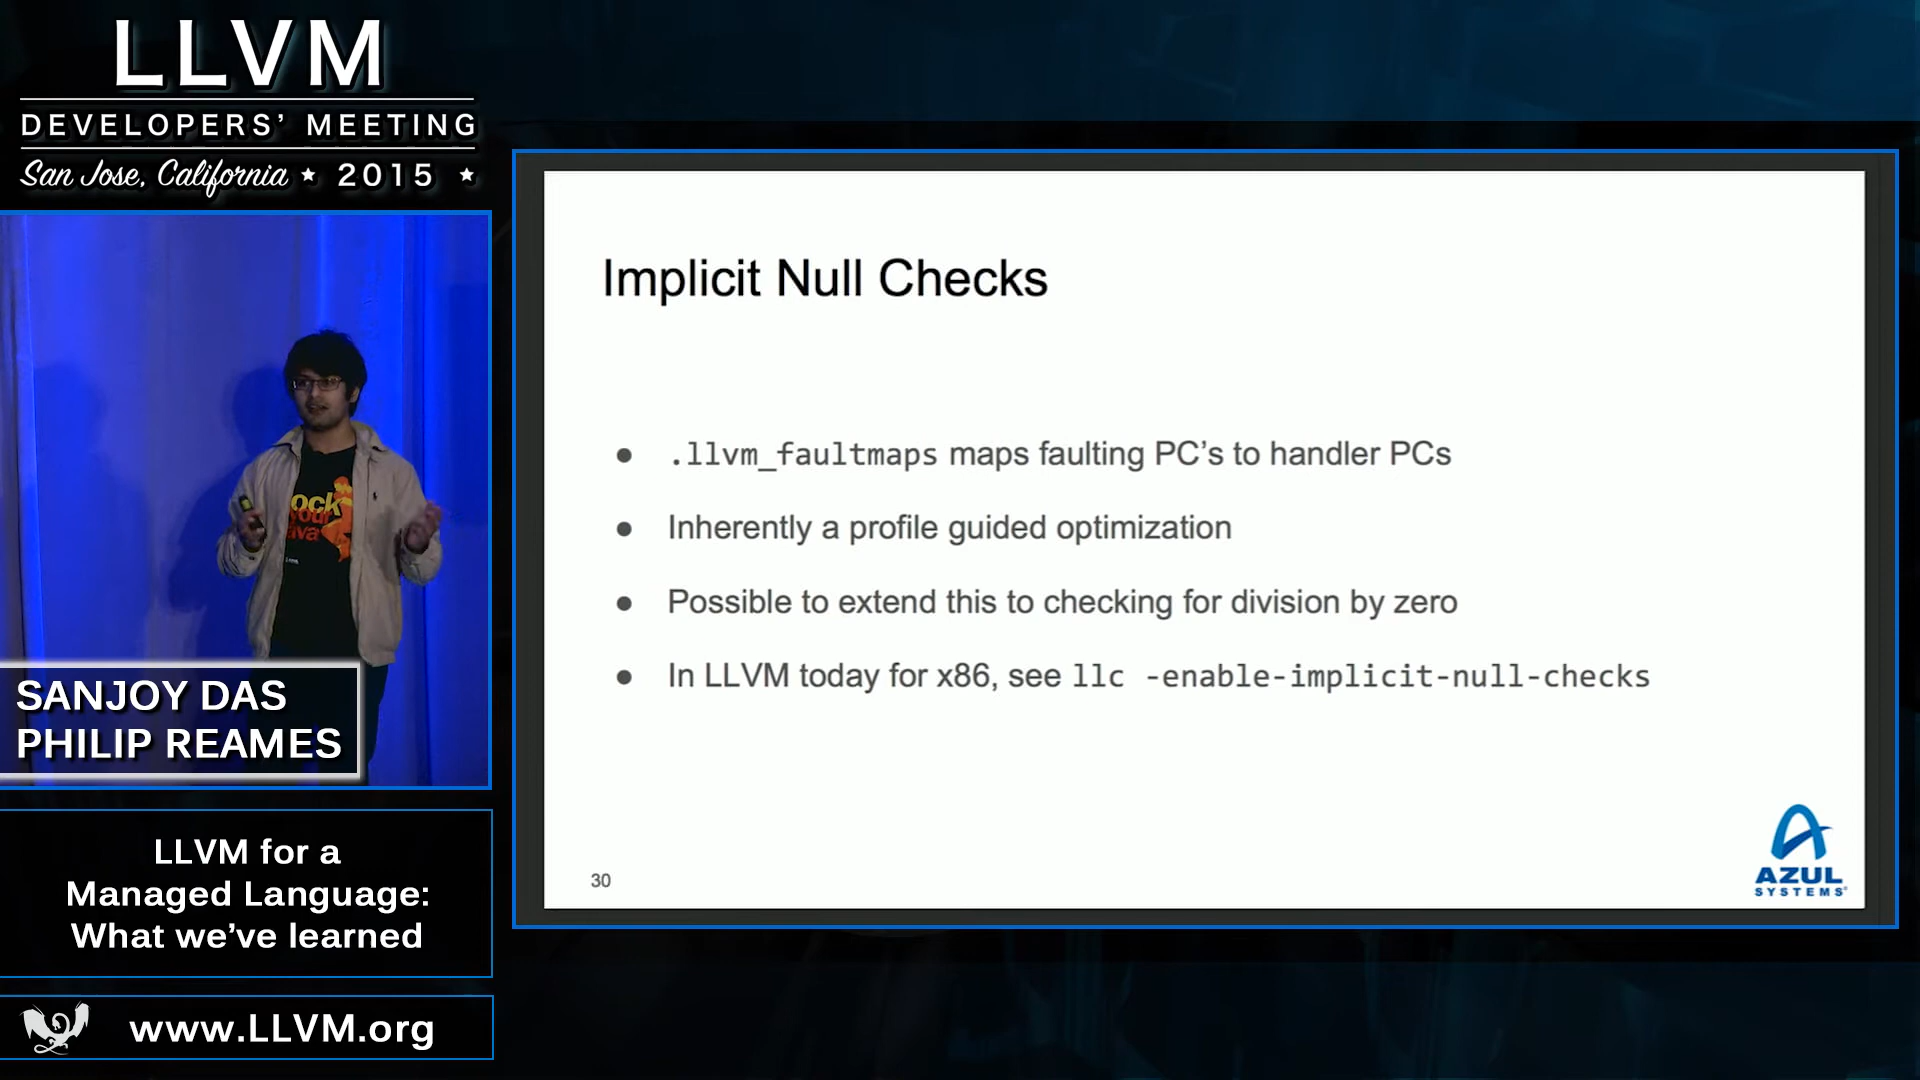 LLVM
DEVELOPERS’ MEETING
San Jose, California ★ 2015 ★
ock
your
ava
SANJOY DAS
PHILIP REAMES
LLVM for a
Managed Language:
What we’ve learned
www.LLVM.org
Implicit Null Checks
● .llvm_faultmaps maps faulting PC’s to handler PCs
● Inherently a profile guided optimization
● Possible to extend this to checking for division by zero
● In LLVM today for x86, see llc -enable-implicit-null-checks
30
AZUL
SYSTEMS